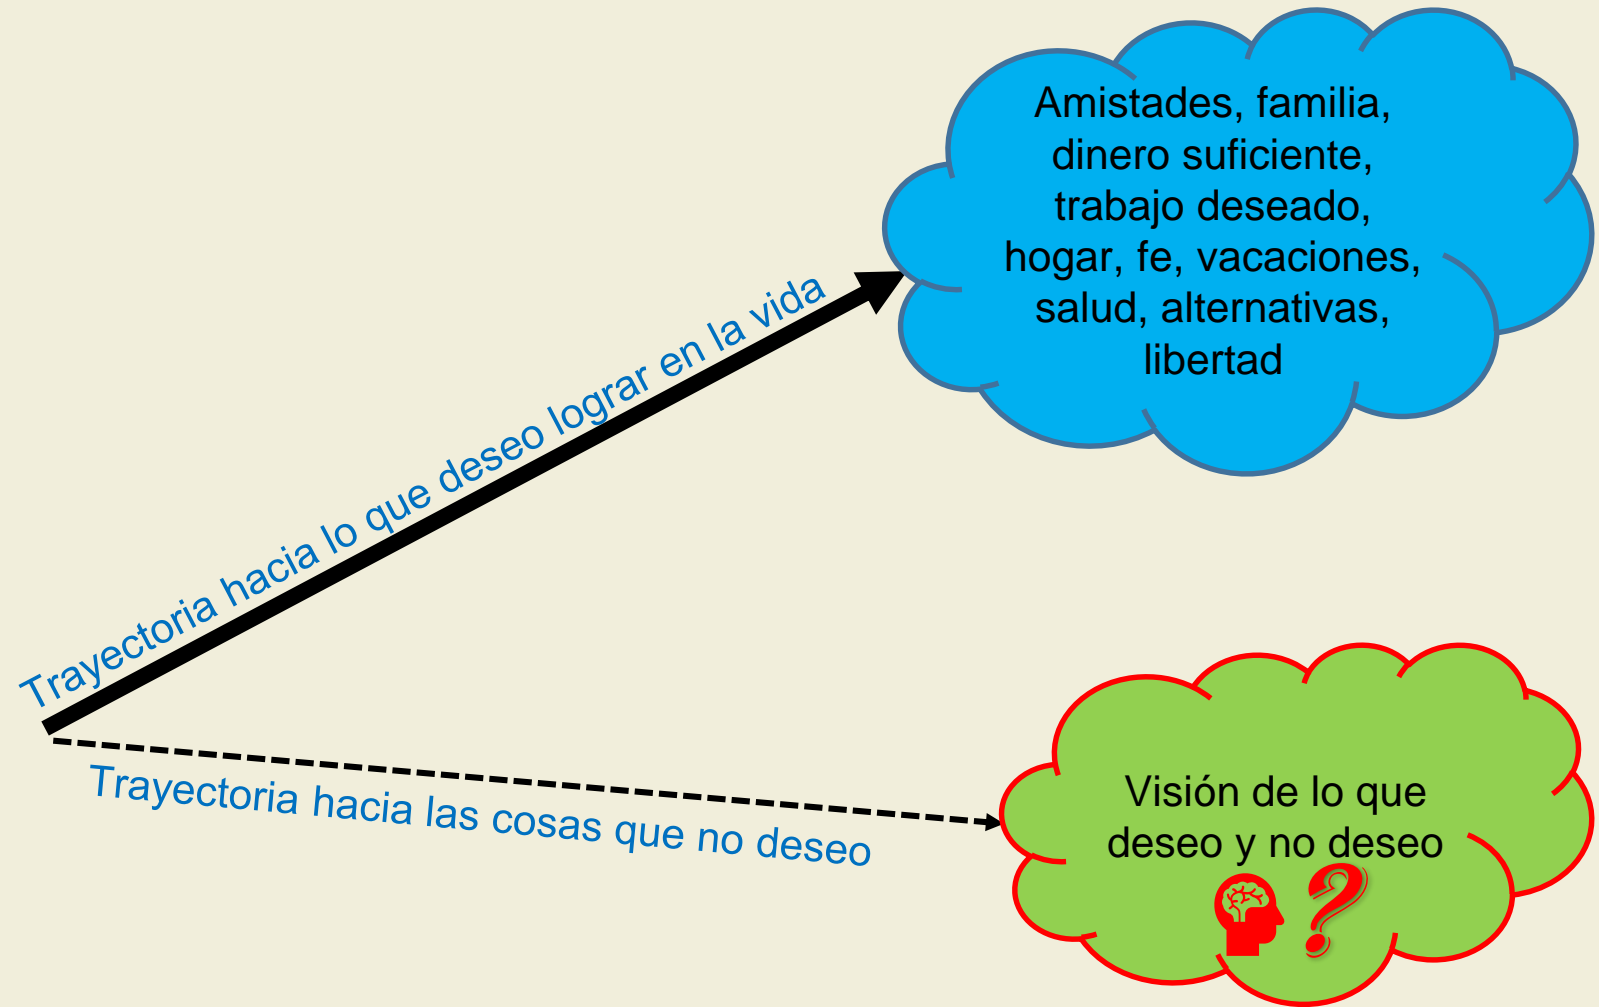 Amistades, familia,
dinero suficiente,
trabajo deseado,
hogar, fe, vacaciones,
salud, alternativas,
libertad
Trayectoria hacia lo que deseo lograr en la vida
Trayectoria hacia las cosas que no deseo
Visión de lo que
deseo y no deseo
?